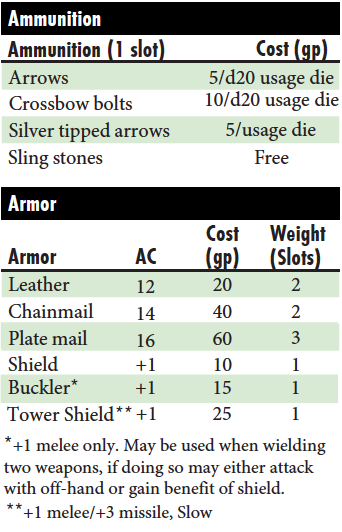 Ammunition
Ammunition (1 slot) Cost (gp)
Arrows 5/d20 usage die
Crossbow bolts 10/d20 usage die
Silver tipped arrows 5/usage die
Sling stones Free
Armor
Cost Weight
Armor AC (gp) (Slots)
Leather 12 20 2
Chainmail 14 40 2
Plate mail 16 60 3
Shield +1 10 1
Buckler* +1 15 1
Tower Shield** +1 25 1
*+1 melee only. May be used when wielding
two weapons, if doing so may either attack
with off-hand or gain benefit of shield.
**+1 melee/+3 missile, Slow